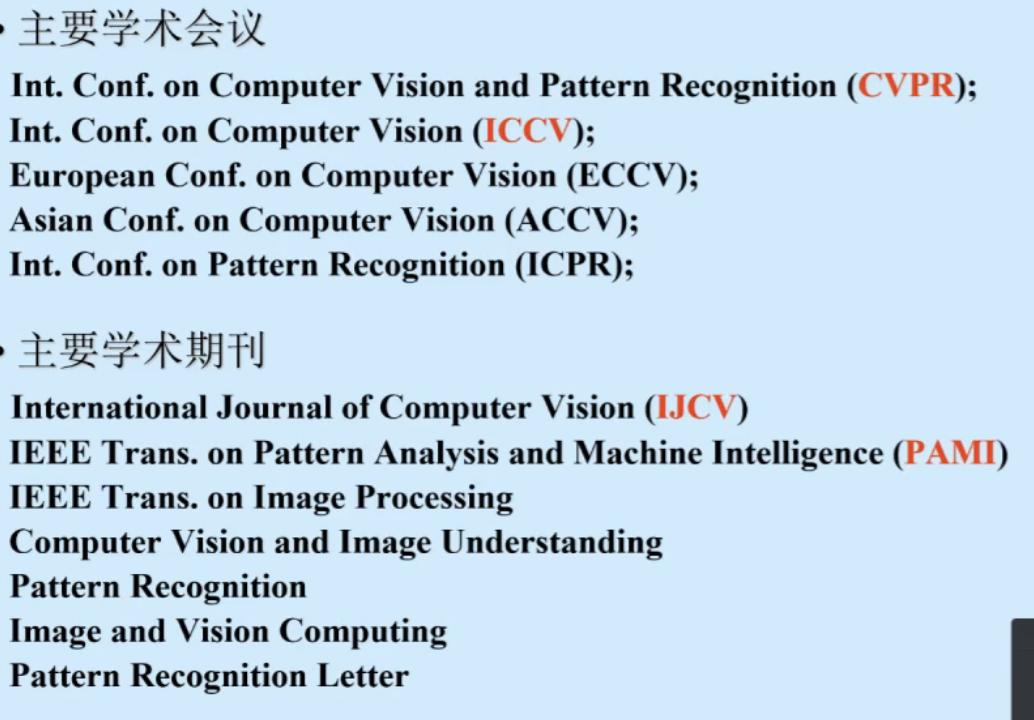 • 主要学术会议
Int. Conf. on Computer Vision and Pattern Recognition (CVPR);
Int. Conf. on Computer Vision (ICCV);
European Conf. on Computer Vision (ECCV);
Asian Conf. on Computer Vision (ACCV);
Int. Conf. on Pattern Recognition (ICPR);
• 主要学术期刊
International Journal of Computer Vision (IJCV)
IEEE Trans. on Pattern Analysis and Machine Intelligence (PAMI)
IEEE Trans. on Image Processing
Computer Vision and Image Understanding
Pattern Recognition
Image and Vision Computing
Pattern Recognition Letter